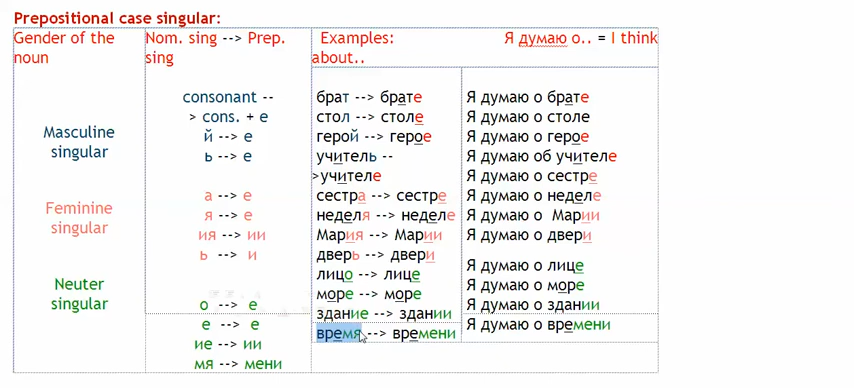 Prepositional case singular:
Gender of the noun
Nom. sing --> Prep. sing
Examples: Я думаю о.. = I think about..
Masculine singular
consonant --> cons. + е
й --> е
ь --> е
Feminine singular
а --> е
я --> е
ия --> ии
ь --> и
Neuter singular
о --> е
е --> е
ие --> ии
мя --> мени
брат --> брате
стол --> столе
герой --> герое
учитель -->учителе
сестра --> сестре
неделя --> неделе
Мария --> Марии
дверь --> двери
лицо --> лице
море --> море
здание --> здании
время --> времени
Я думаю о брате
Я думаю о столе
Я думаю о герое
Я думаю об учителе
Я думаю о сестре
Я думаю о неделе
Я думаю о Марии
Я думаю о двери
Я думаю о лице
Я думаю о море
Я думаю о здании
Я думаю о времени